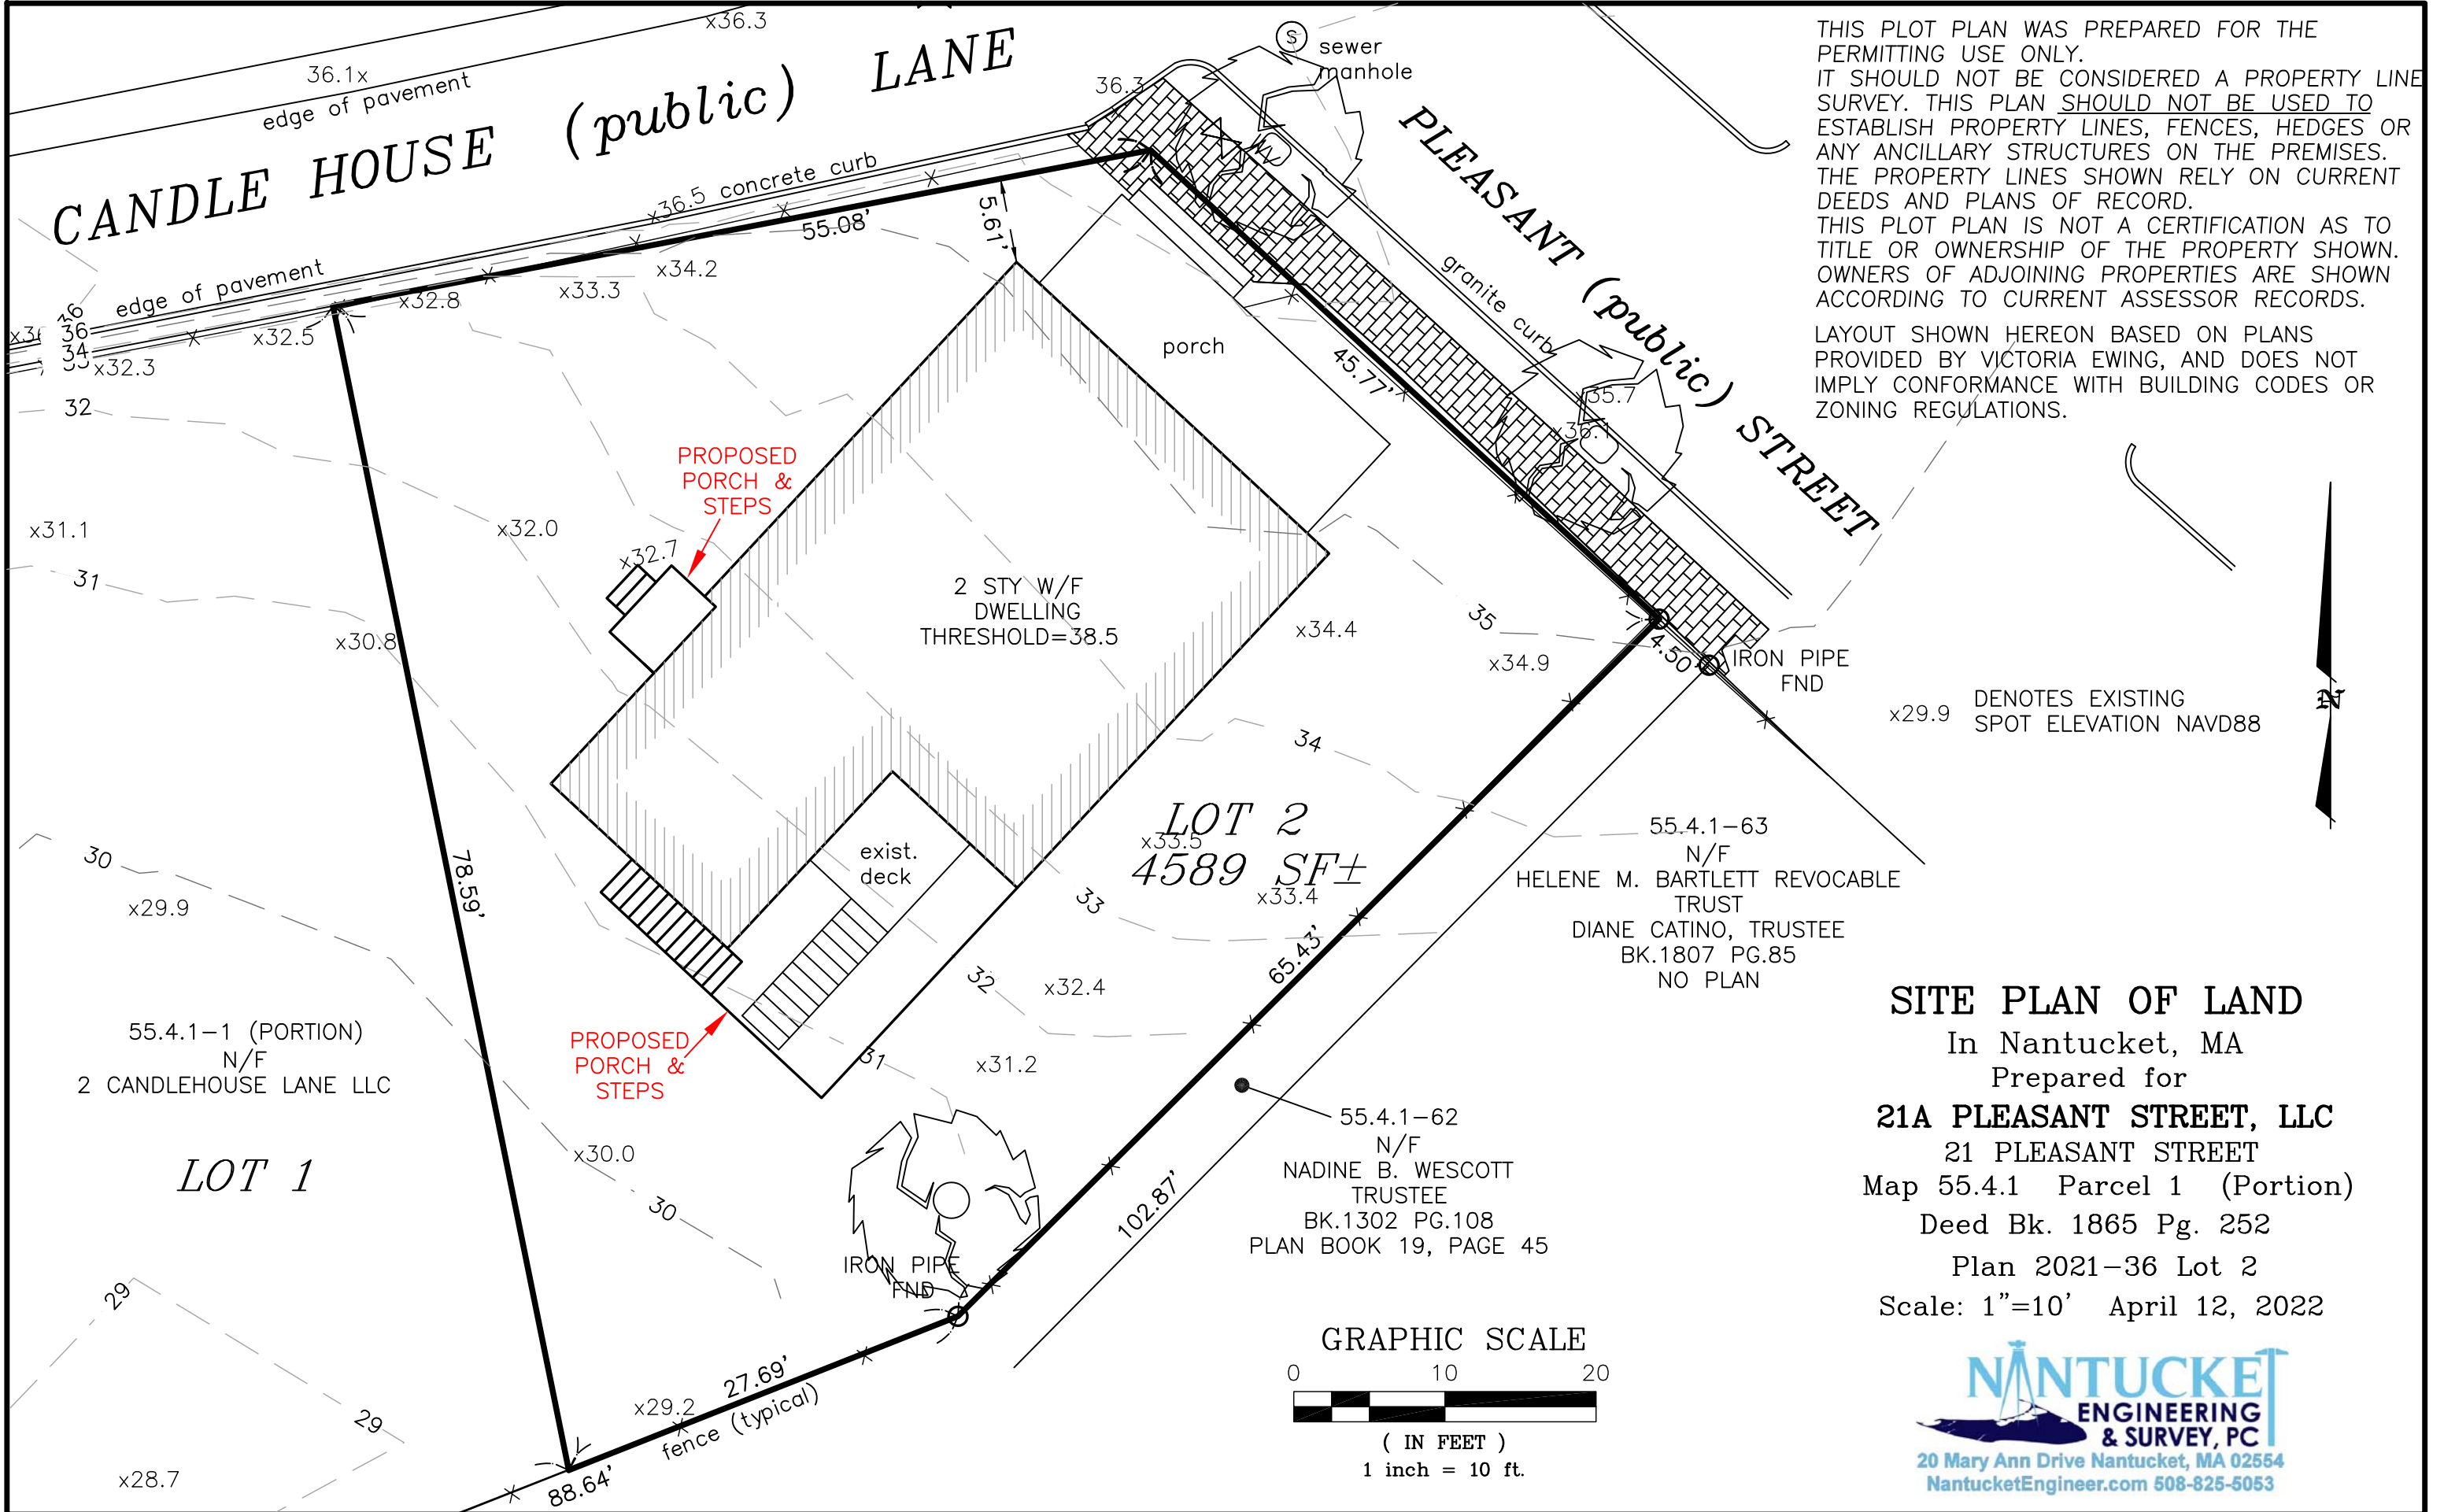 x36.3
36.1x
edge of pavement
CANDLE HOUSE (public) LANE
36.3
S
sewer
manhole
PLEASANT (public) STREET
granite curb
x36.5 concrete curb
55.08'
5.61'
45.77'
x35.7
x36.1
edge of pavement
36
36
34
33
x32.3
x32.5
x32.8
x33.3
x34.2
32
porch
PROPOSED
PORCH &
STEPS
x32.7
x32.0
x31.1
31
x30.8
2 STY W/F
DWELLING
THRESHOLD=38.5
x34.4
35
x34.9
4.50'
IRON PIPE
FND
34
30
x29.9
78.59'
exist.
deck
LOT 2
x33.5
4589 SF±
x33.4
33
32
x32.4
65.43'
31
x31.2
PROPOSED
PORCH &
STEPS
55.4.1-1 (PORTION)
N/F
2 CANDLEHOUSE LANE LLC
LOT 1
x30.0
30
IRON PIPE
FND
102.87'
29
29
x28.7
x29.2
27.69'
fence (typical)
88.64'
55.4.1-63
N/F
HELENE M. BARTLETT REVOCABLE
TRUST
DIANE CATINO, TRUSTEE
BK.1807 PG.85
NO PLAN
55.4.1-62
N/F
NADINE B. WESCOTT
TRUSTEE
BK.1302 PG.108
PLAN BOOK 19, PAGE 45
GRAPHIC SCALE
0 10 20
( IN FEET )
1 inch = 10 ft.
THIS PLOT PLAN WAS PREPARED FOR THE
PERMITTING USE ONLY.
IT SHOULD NOT BE CONSIDERED A PROPERTY LINE
SURVEY. THIS PLAN SHOULD NOT BE USED TO
ESTABLISH PROPERTY LINES, FENCES, HEDGES OR
ANY ANCILLARY STRUCTURES ON THE PREMISES.
THE PROPERTY LINES SHOWN RELY ON CURRENT
DEEDS AND PLANS OF RECORD.
THIS PLOT PLAN IS NOT A CERTIFICATION AS TO
TITLE OR OWNERSHIP OF THE PROPERTY SHOWN.
OWNERS OF ADJOINING PROPERTIES ARE SHOWN
ACCORDING TO CURRENT ASSESSOR RECORDS.
LAYOUT SHOWN HEREON BASED ON PLANS
PROVIDED BY VICTORIA EWING, AND DOES NOT
IMPLY CONFORMANCE WITH BUILDING CODES OR
ZONING REGULATIONS.
N
x29.9 DENOTES EXISTING
SPOT ELEVATION NAVD88
SITE PLAN OF LAND
In Nantucket, MA
Prepared for
21A PLEASANT STREET, LLC
21 PLEASANT STREET
Map 55.4.1 Parcel 1 (Portion)
Deed Bk. 1865 Pg. 252
Plan 2021-36 Lot 2
Scale: 1"=10' April 12, 2022
NANTUCKET
ENGINEERING
& SURVEY, PC
20 Mary Ann Drive Nantucket, MA 02554
NantucketEngineer.com 508-825-5053